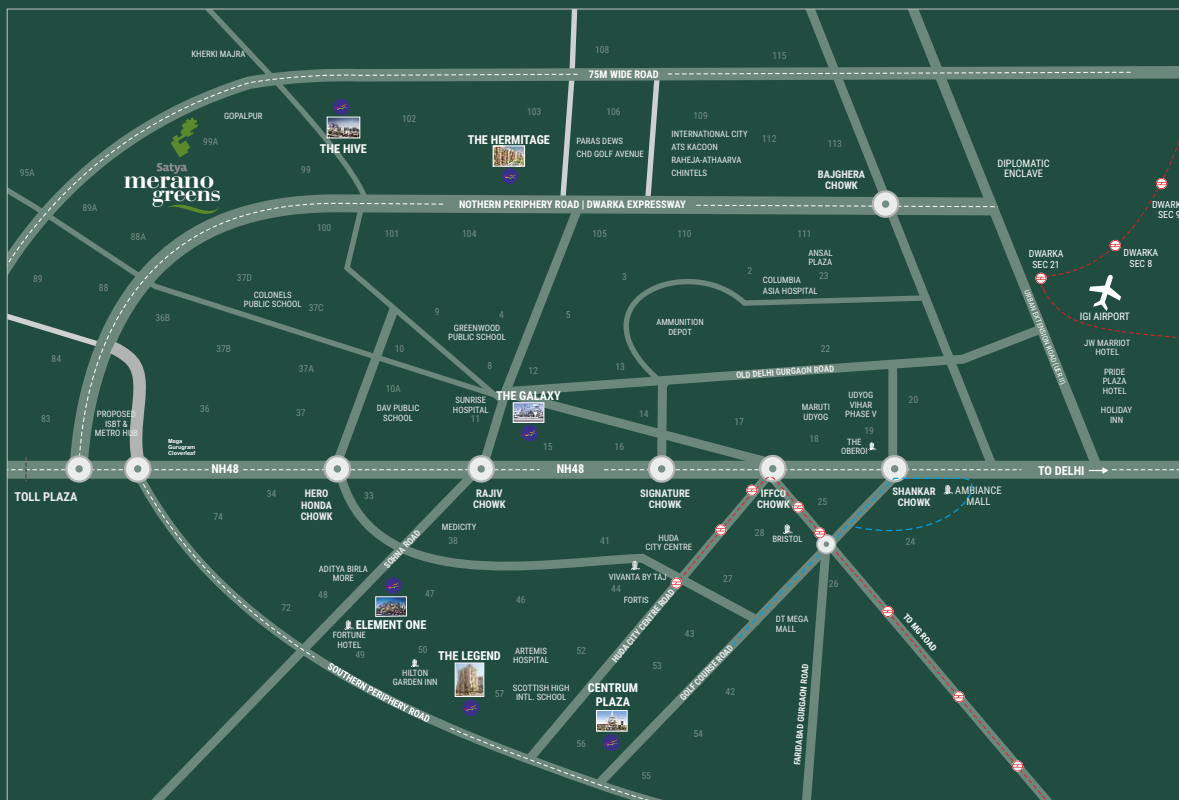 108
115
KHERKI MAJRA
75M WIDE ROAD
GOPALPUR
102
103
106
109
99A
THE HIVE
THE HERMITAGE
PARAS DEWS
CHD GOLF AVENUE
INTERNATIONAL CITY
ATS KACOON
RAHEJA-ATHAARVA
CHINTELS
112
113
BAJGHERA
CHOWK
DIPLOMATIC
ENCLAVE
95A
Satya
merano
greens
99
89A
NOTHERN PERIPHERY ROAD | DWARKA EXPRESSWAY
DWARK
SEC 9
88A
100
101
104
105
110
111
ANSAL
PLAZA
DWARKA
SEC 21
DWARKA
SEC 8
89
88
37D
COLONELS
PUBLIC SCHOOL
37C
3
2
23
COLUMBIA
ASIA HOSPITAL
URBAN EXTENSION ROAD (UER II)
IGI AIRPORT
36B
9
4
5
GREENWOOD
PUBLIC SCHOOL
AMMUNITION
DEPOT
JW MARRIOT
HOTEL
84
37B
37A
10
8
12
13
22
OLD DELHI GURGAON ROAD
PRIDE
PLAZA
HOTEL
10A
SUNRISE
HOSPITAL
THE GALAXY
UDYOG
VIHAR
PHASE V
20
HOLIDAY
INN
83
PROPOSED
ISBT &
METRO HUB
36
37
DAV PUBLIC
SCHOOL
11
14
17
MARUTI
UDYOG
19
18
Mega
Gurugram
Cloverleaf
15
16
THE
OBEROI
NH48
NH48
TO DELHI
TOLL PLAZA
HERO
HONDA
CHOWK
RAJIV
CHOWK
SIGNATURE
CHOWK
IFFCO
CHOWK
SHANKAR
CHOWK
AMBIANCE
MALL
34
33
25
74
MEDICITY
38
41
HUDA
CITY CENTRE
28
BRISTOL
24
SOHNA ROAD
ADITYA BIRLA
MORE
VIVANTA BY TAJ
44
27
26
72
48
47
46
FORTIS
ELEMENT ONE
FORTUNE
HOTEL
49
43
DT MEGA
MALL
TO MG ROAD
HUDA CITY CENTRE ROAD
50
HILTON
GARDEN INN
THE LEGEND
ARTEMIS
HOSPITAL
52
53
GOLF COURSE ROAD
SOUTHERN PERIPHERY ROAD
57
SCOTTISH HIGH
INTL. SCHOOL
CENTRUM
PLAZA
42
FARIDABAD GURGAON ROAD
56
54
55